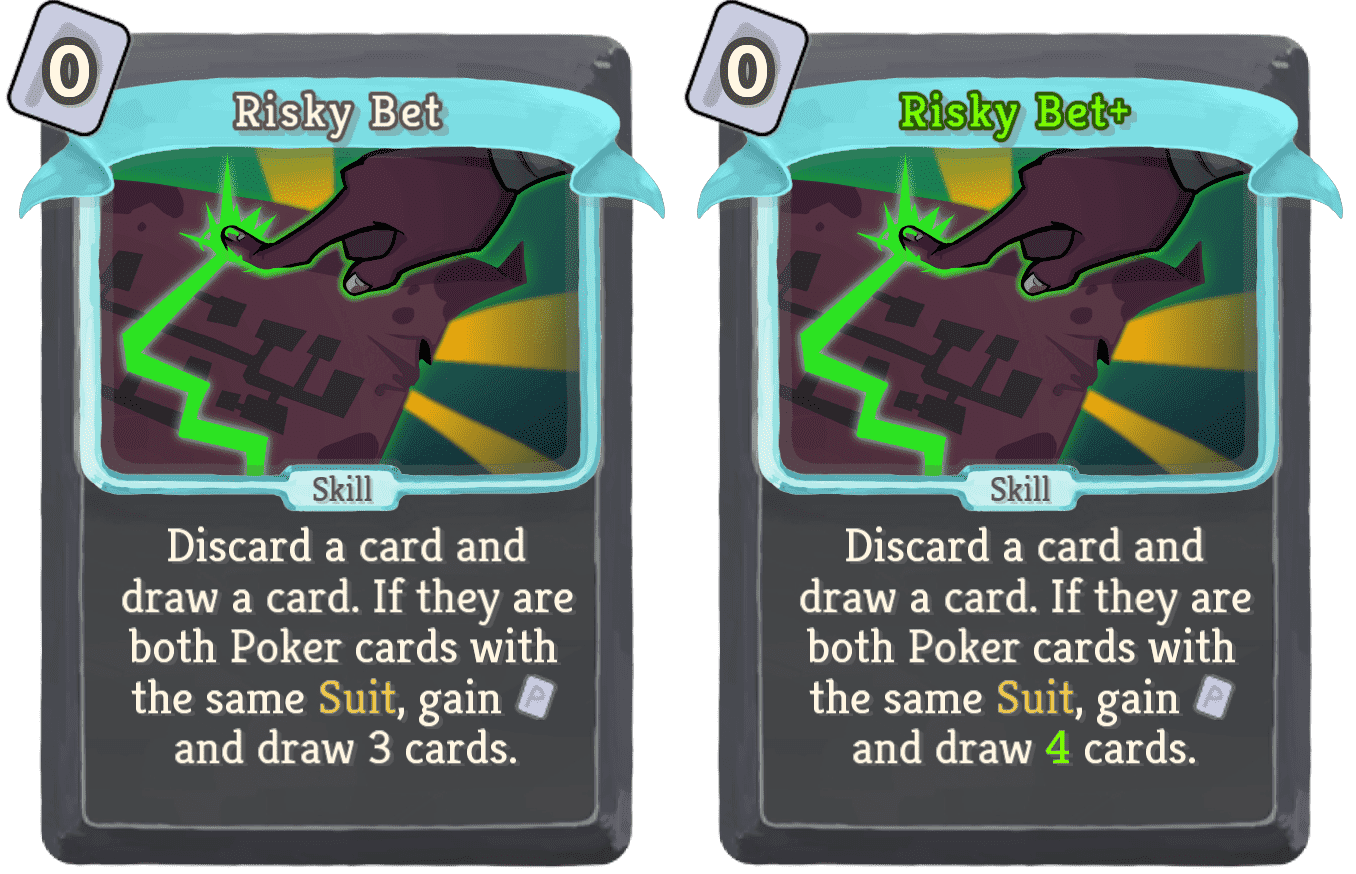 0
Risky Bet
Skill
Discard a card and
draw a card. If they are
both Poker cards with
the same Suit, gain P
and draw 3 cards.
0
Risky Bet+
Skill
Discard a card and
draw a card. If they are
both Poker cards with
the same Suit, gain P
and draw 4 cards.